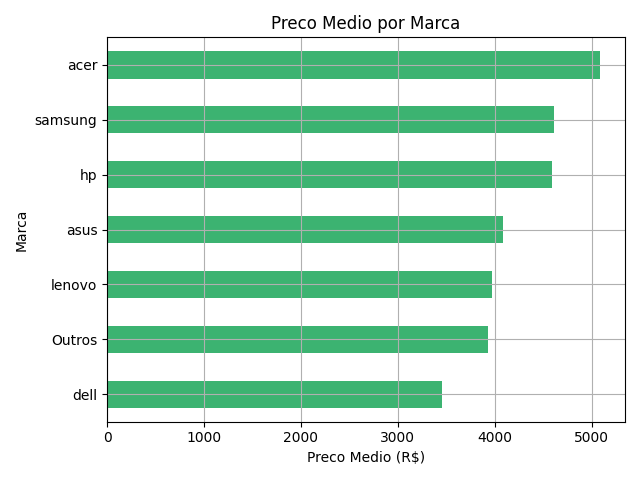 Preco Medio por Marca
acer
samsung
hp
asus
lenovo
Outros
dell
Marca
0 1000 2000 3000 4000 5000
Preco Medio (R$)